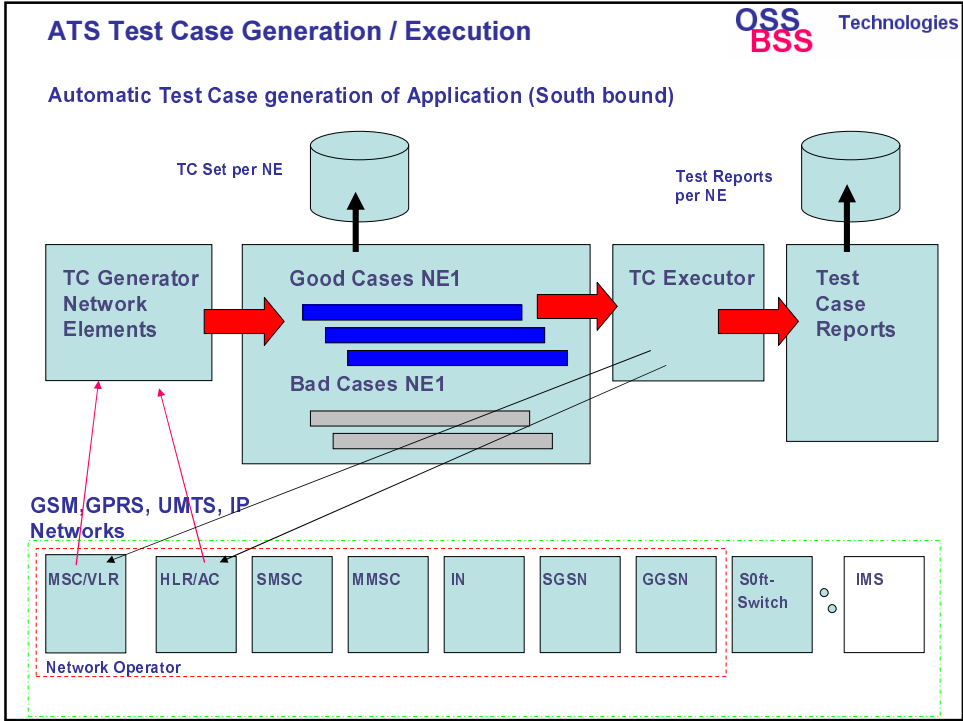 ATS Test Case Generation / Execution
OSS
BSS
Technologies
Automatic Test Case generation of Application (South bound)
TC Set per NE
Test Reports
per NE
TC Generator
Network
Elements
Good Cases NE1
Bad Cases NE1
TC Executor
Test
Case
Reports
GSM,GPRS, UMTS, IP
Networks
MSC/VLR
HLR/AC
SMSC
MMSC
IN
SGSN
GGSN
S0ft-
Switch
IMS
Network Operator